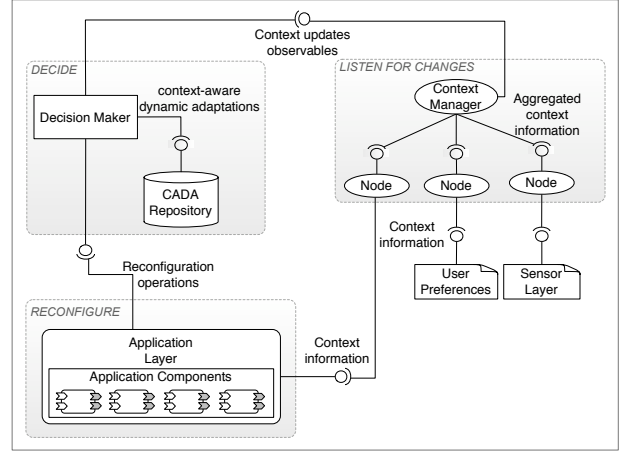 Context updates
observables
DECIDE
LISTEN FOR CHANGES
context-aware
dynamic adaptations
Decision Maker
CADA
Repository
Context
Manager
Aggregated
context
information
Node
Node
Node
Context
information
User
Preferences
Sensor
Layer
Reconfiguration
operations
RECONFIGURE
Application
Layer
Application Components
Context
information